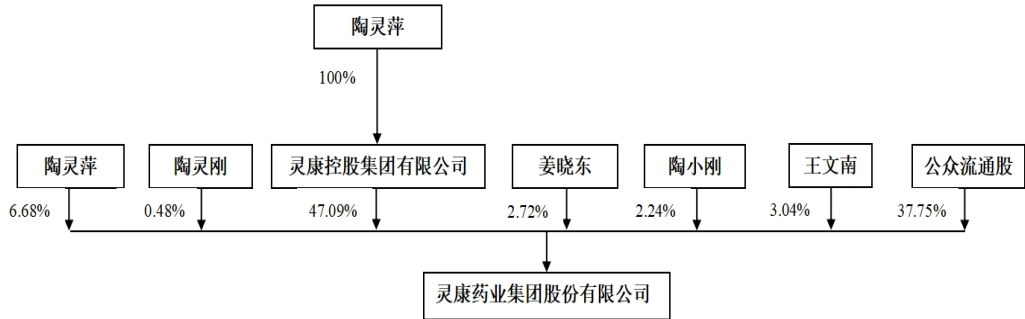 陶灵萍
100%
陶灵萍
陶灵刚
灵康控股集团有限公司
姜晓东
陶小刚
王文南
公众流通股
6.68%
0.48%
47.09%
2.72%
2.24%
3.04%
37.75%
灵康药业集团股份有限公司